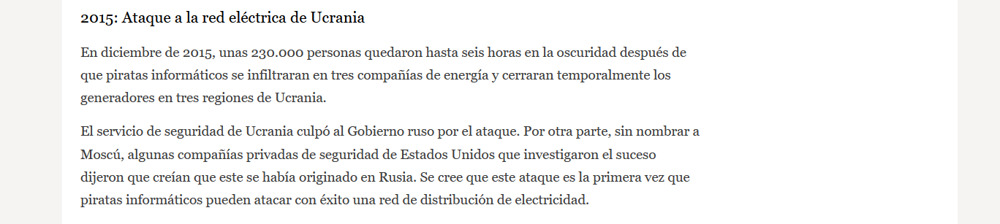 2015: Ataque a la red eléctrica de Ucrania
En diciembre de 2015, unas 230.000 personas quedaron hasta seis horas en la oscuridad después de
que piratas informáticos se infiltraran en tres compañías de energía y cerraran temporalmente los
generadores en tres regiones de Ucrania.
El servicio de seguridad de Ucrania culpó al Gobierno ruso por el ataque. Por otra parte, sin nombrar a
Moscú, algunas compañías privadas de seguridad de Estados Unidos que investigaron el suceso
dijeron que creían que este se había originado en Rusia. Se cree que este ataque es la primera vez que
piratas informáticos pueden atacar con éxito una red de distribución de electricidad.